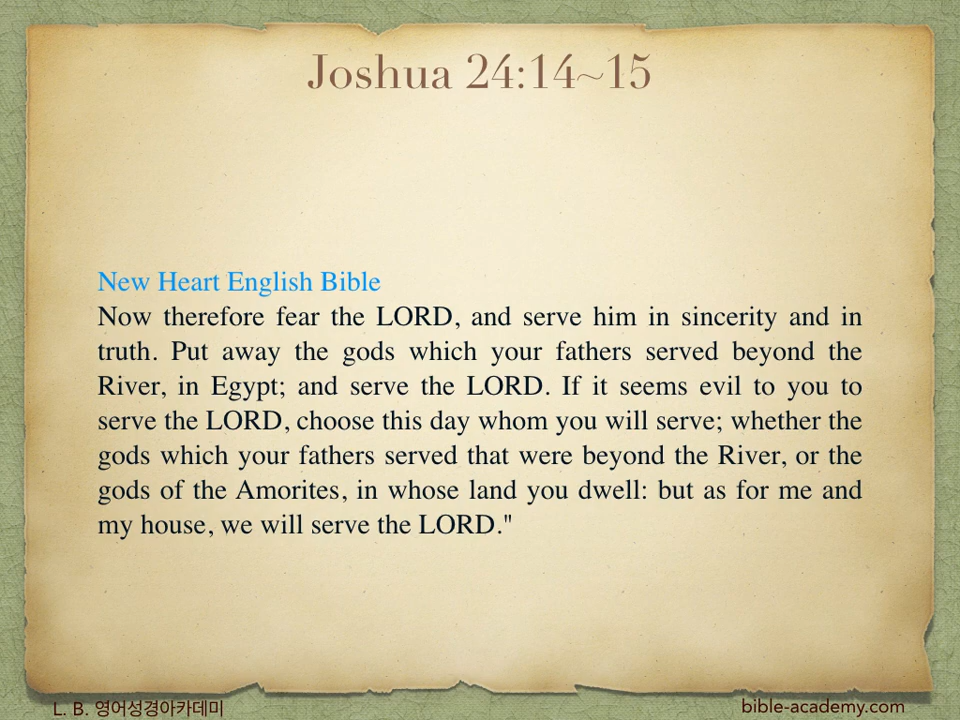 Joshua 24:14~15
New Heart English Bible
Now therefore fear the LORD, and serve him in sincerity and in
truth. Put away the gods which your fathers served beyond the
River, in Egypt; and serve the LORD. If it seems evil to you to
serve the LORD, choose this day whom you will serve; whether the
gods which your fathers served that were beyond the River, or the
gods of the Amorites, in whose land you dwell: but as for me and
my house, we will serve the LORD."
L. B. 영어성경아카데미
bible-academy.com